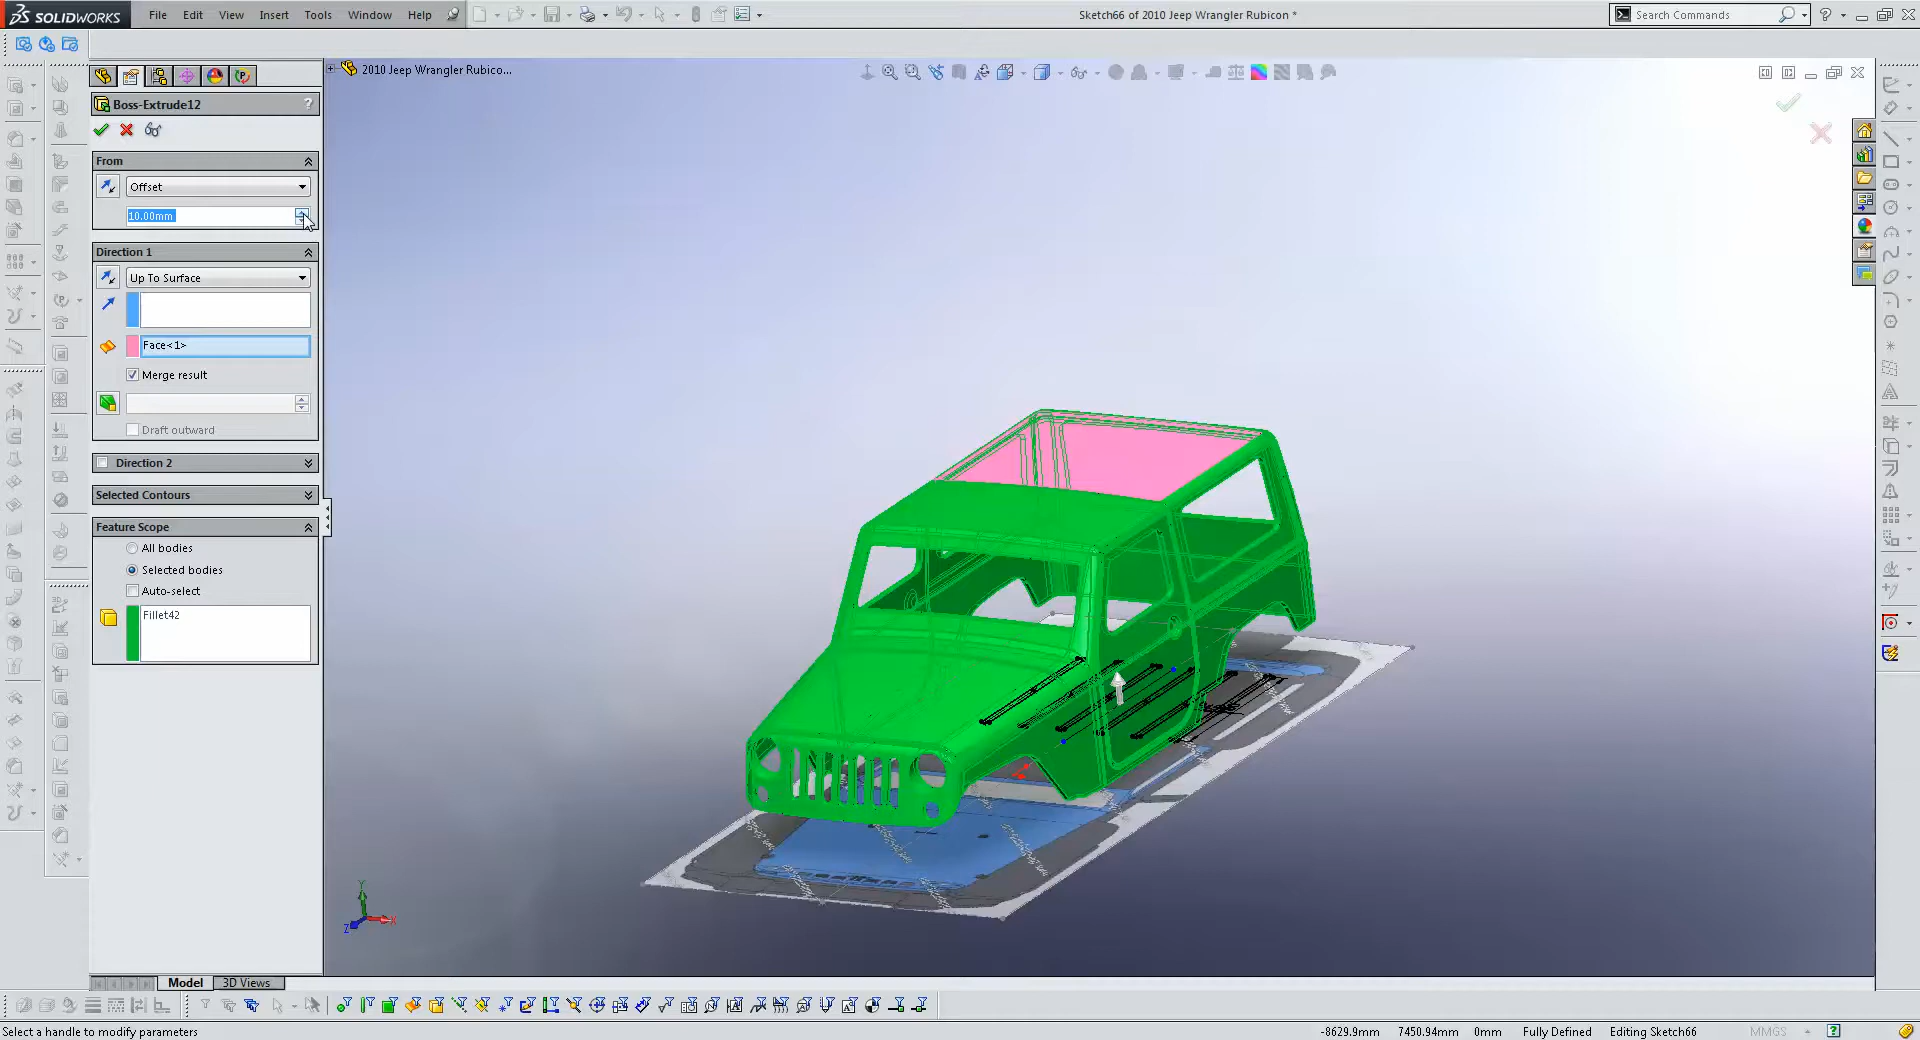 SOLIDWORKS
File Edit View Insert Tools Window Help
Sketch66 of 2010 Jeep Wrangler Rubicon *
Search Commands
2010 Jeep Wrangler Rubico...
Boss-Extrude12
?
From
Offset
10.00mm
Direction 1
Up To Surface
Face<1>
Merge result
Draft outward
Direction 2
Selected Contours
Feature Scope
All bodies
Selected bodies
Auto-select
Fillet42
Y
X
Z
Model 3D Views
Select a handle to modify parameters
-8629.9mm 7450.94mm 0mm Fully Defined Editing Sketch66 MMGS